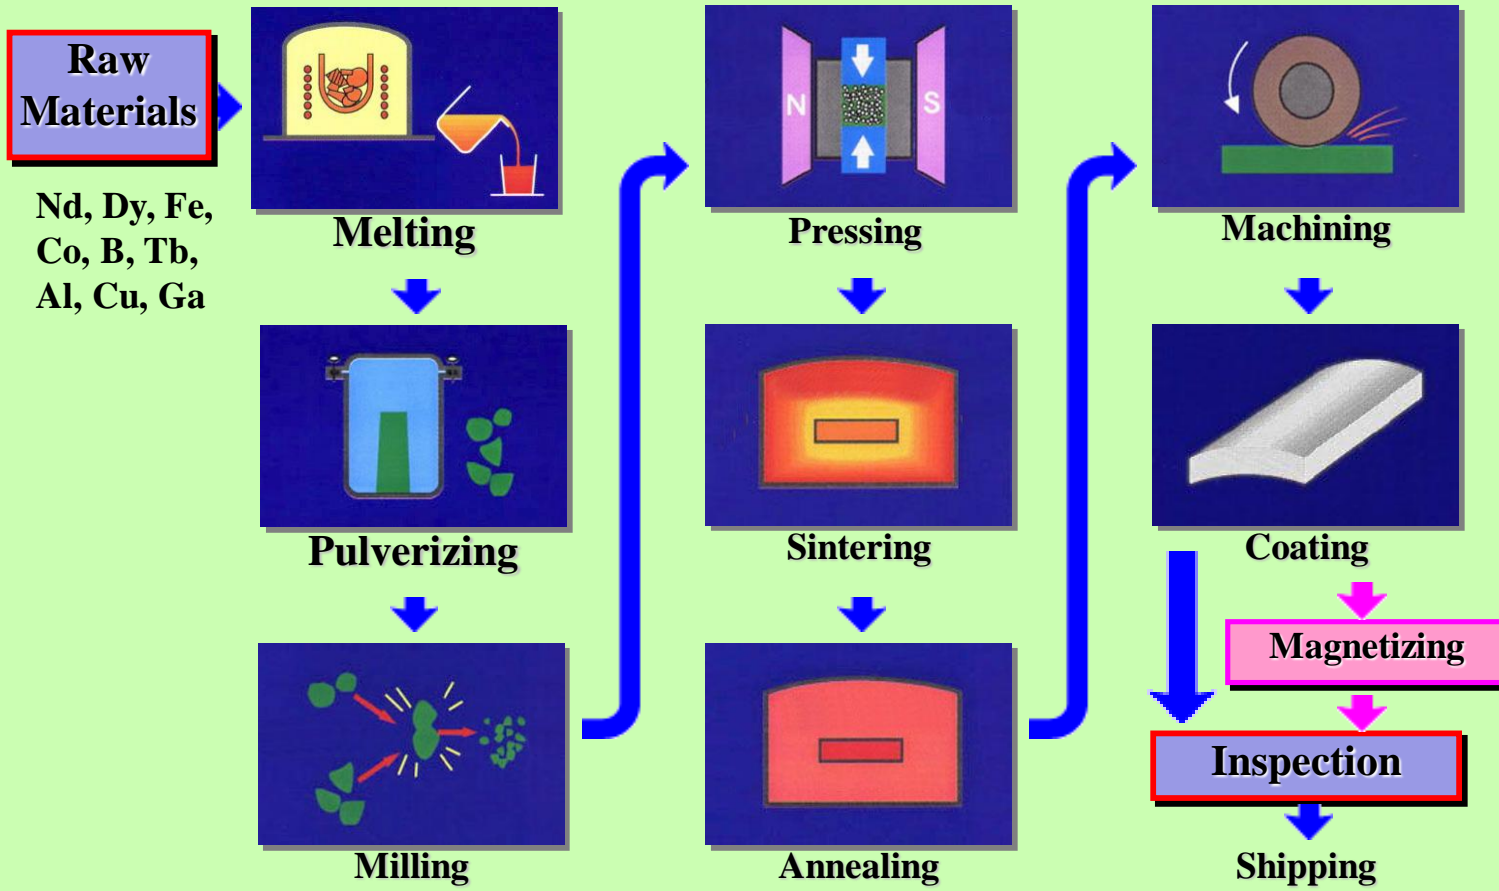 Raw
Materials
Nd, Dy, Fe,
Co, B, Tb,
Al, Cu, Ga
Melting
Pulverizing
Milling
N
S
Pressing
Sintering
Annealing
Machining
Coating
Magnetizing
Inspection
Shipping